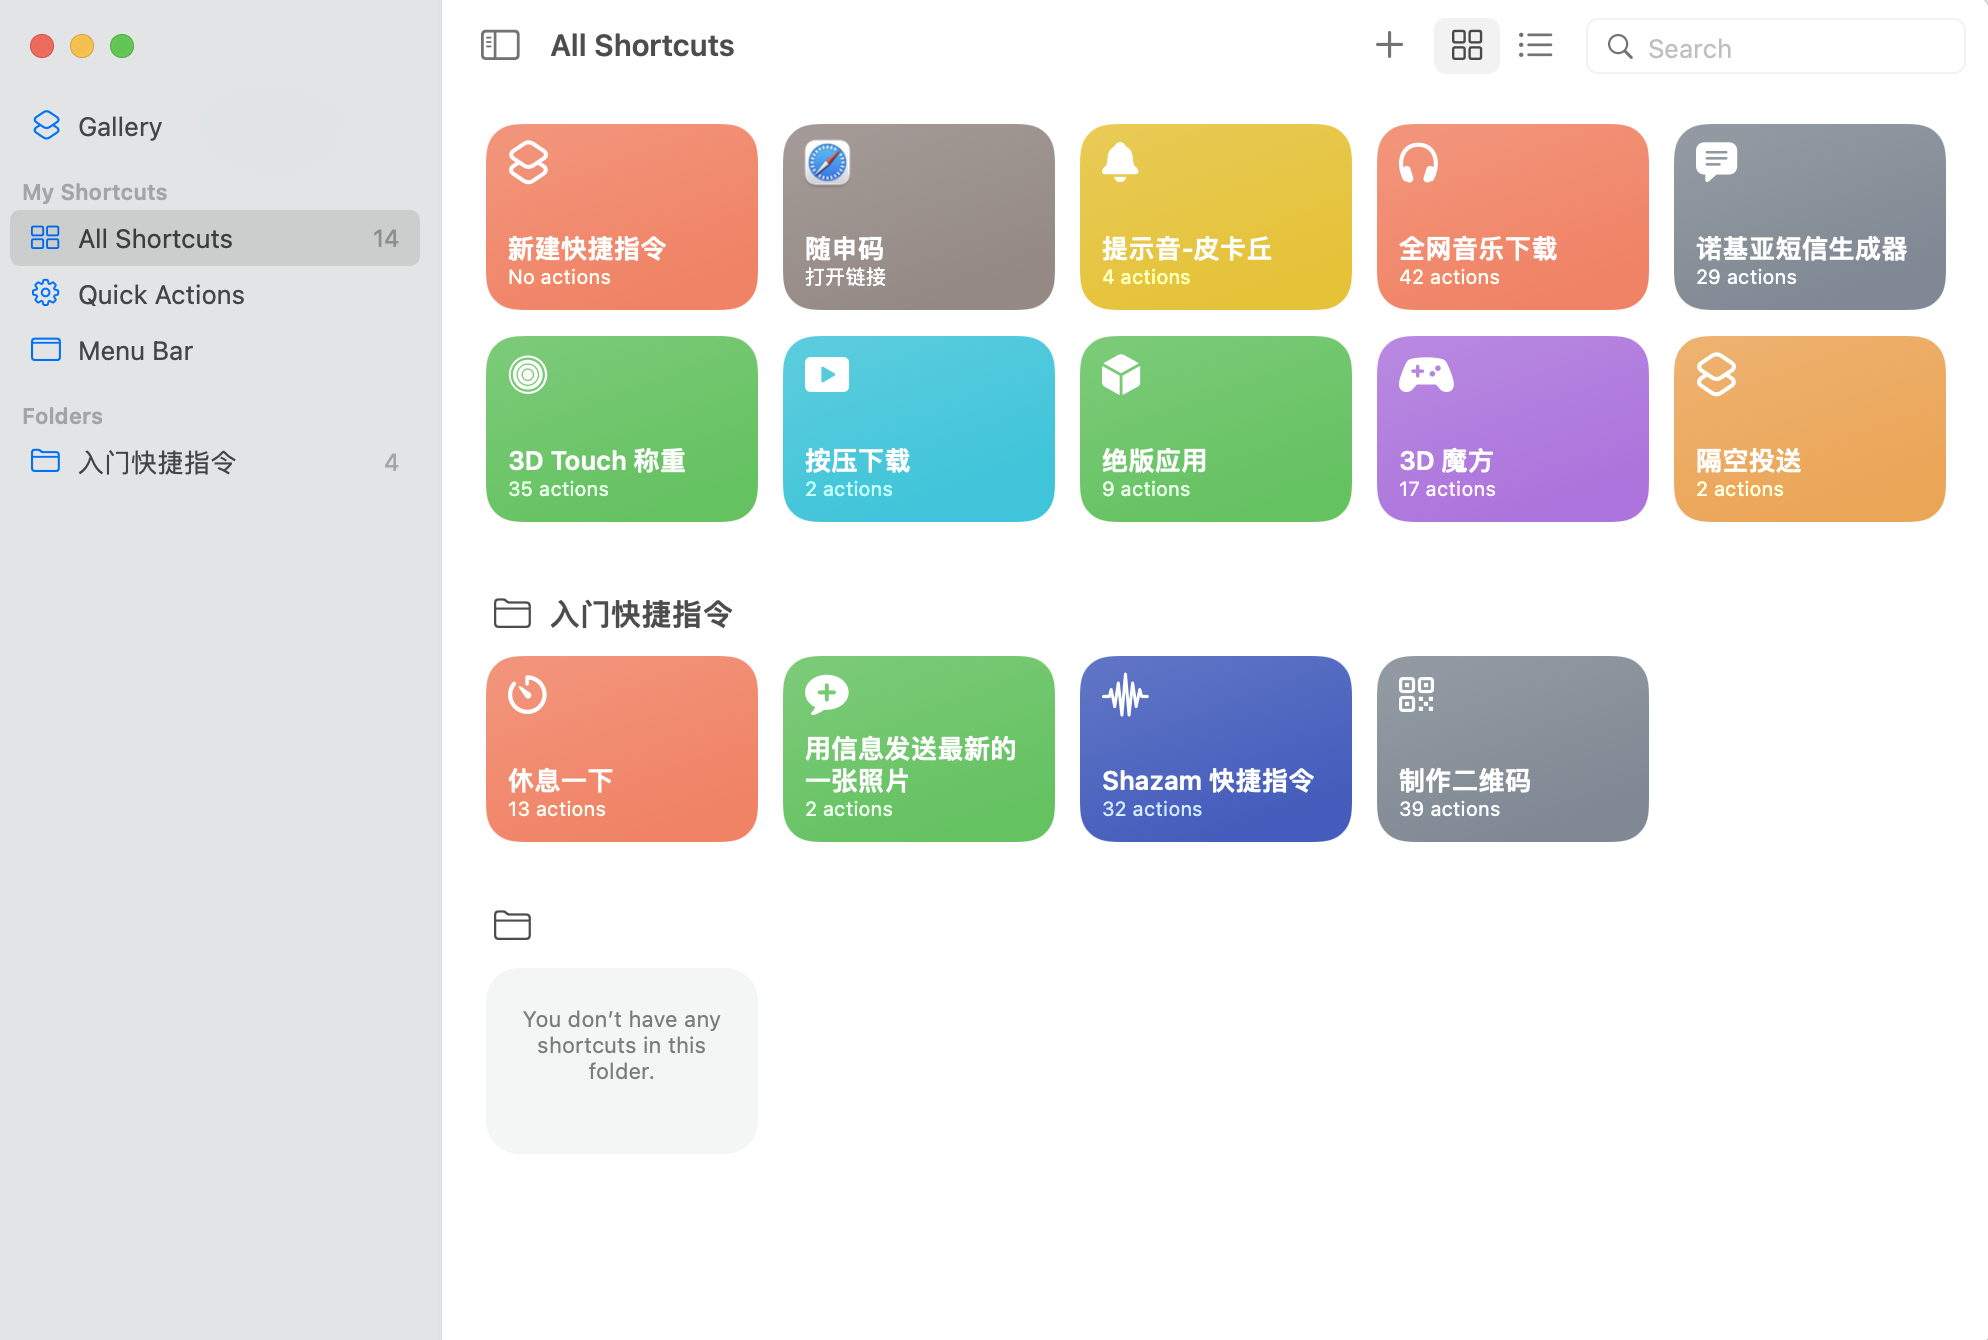 All Shortcuts
Search
Gallery
My Shortcuts
All Shortcuts 14
Quick Actions
Menu Bar
Folders
入门快捷指令 4
新建快捷指令
No actions
随申码
打开链接
提示音-皮卡丘
4 actions
全网音乐下载
42 actions
诺基亚短信生成器
29 actions
3D Touch 称重
35 actions
按压下载
2 actions
绝版应用
9 actions
3D 魔方
17 actions
隔空投送
2 actions
入门快捷指令
休息一下
13 actions
用信息发送最新的
一张照片
2 actions
Shazam 快捷指令
32 actions
制作二维码
39 actions
You don’t have any
shortcuts in this
folder.